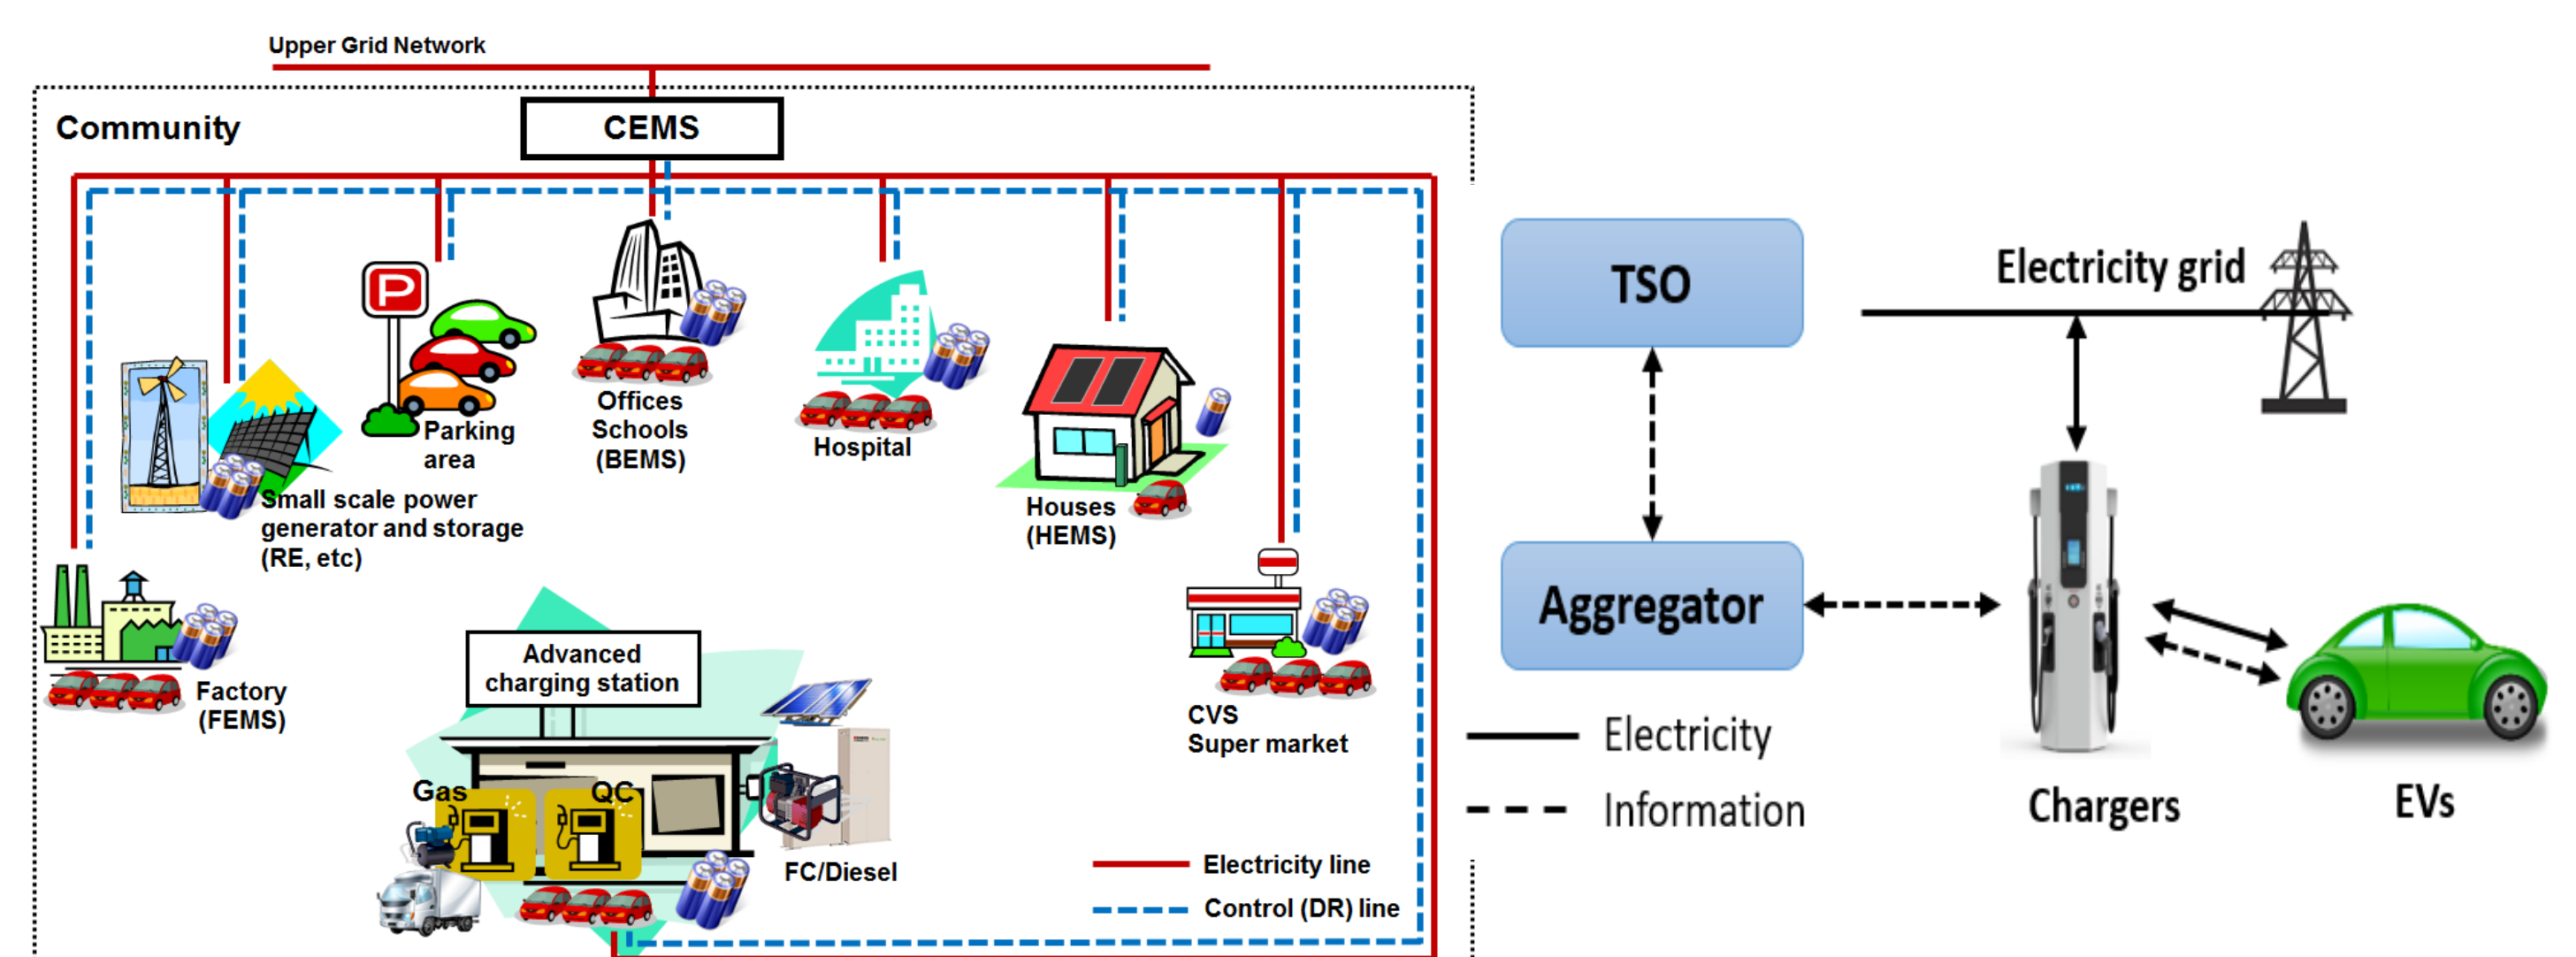 Upper Grid Network
Community
CEMS
P
Parking
area
Offices
Schools
(BEMS)
Hospital
Small scale power
generator and storage
(RE, etc)
Houses
(HEMS)
Factory
(FEMS)
Advanced
charging station
CVS
Super market
Gas
QC
FC/Diesel
Electricity line
Control (DR) line
TSO
Electricity grid
Aggregator
Electricity
Information
Chargers
EVs